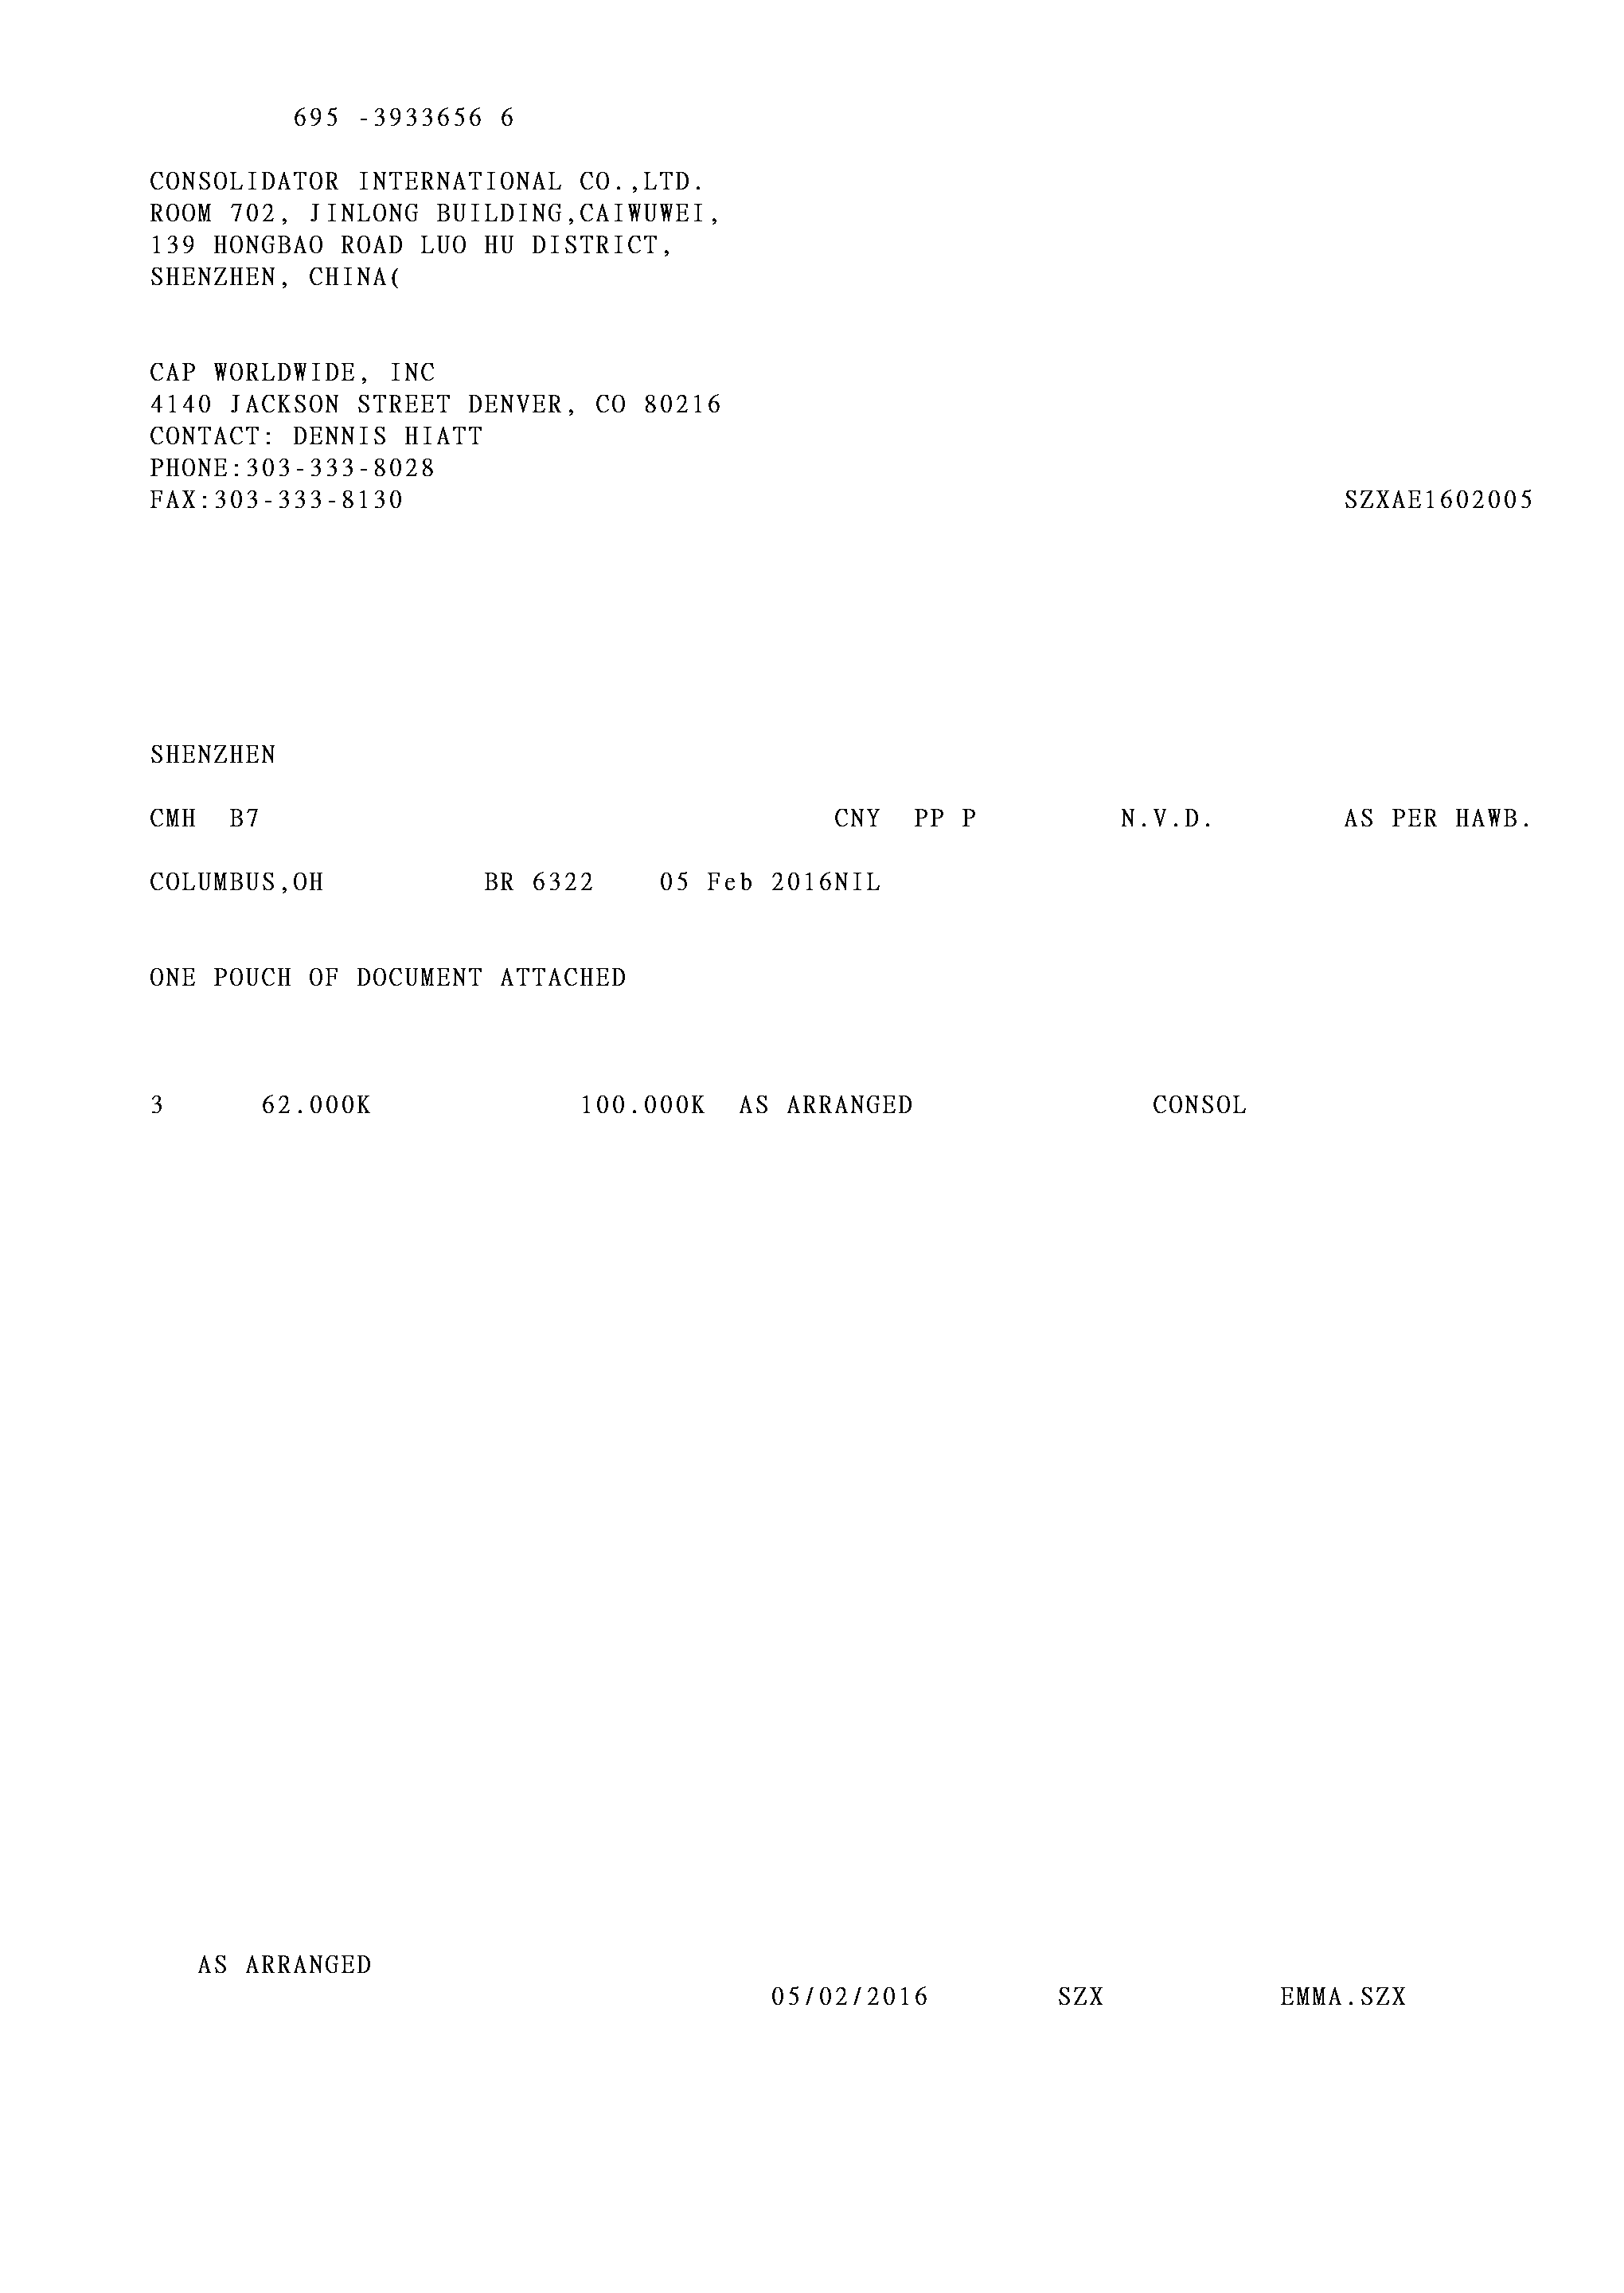 695 -3933656 6
CONSOLIDATOR INTERNATIONAL CO.,LTD.
ROOM 702, JINLONG BUILDING,CAIWUWEI,
139 HONGBAO ROAD LUO HU DISTRICT,
SHENZHEN, CHINA(
CAP WORLDWIDE, INC
4140 JACKSON STREET DENVER, CO 80216
CONTACT: DENNIS HIATT
PHONE:303-333-8028
FAX:303-333-8130 SZXAE1602005
SHENZHEN
CMH B7 CNY PP P N.V.D. AS PER HAWB.
COLUMBUS,OH BR 6322 05 Feb 2016NIL
ONE POUCH OF DOCUMENT ATTACHED
3 62.000K 100.000K AS ARRANGED CONSOL
AS ARRANGED
05/02/2016 SZX EMMA.SZX